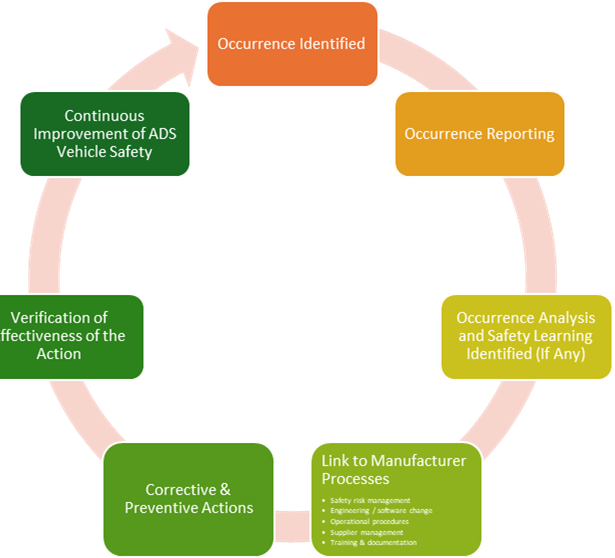 Occurrence Identified
Occurrence Reporting
Occurrence Analysis
and Safety Learning
Identified (If Any)
Link to Manufacturer
Processes
• Safety risk management
• Engineering / software change
• Operational procedures
• Supplier management
• Training & documentation
Corrective &
Preventive Actions
Verification of
ffectiveness of the
Action
Continuous
Improvement of ADS
Vehicle Safety